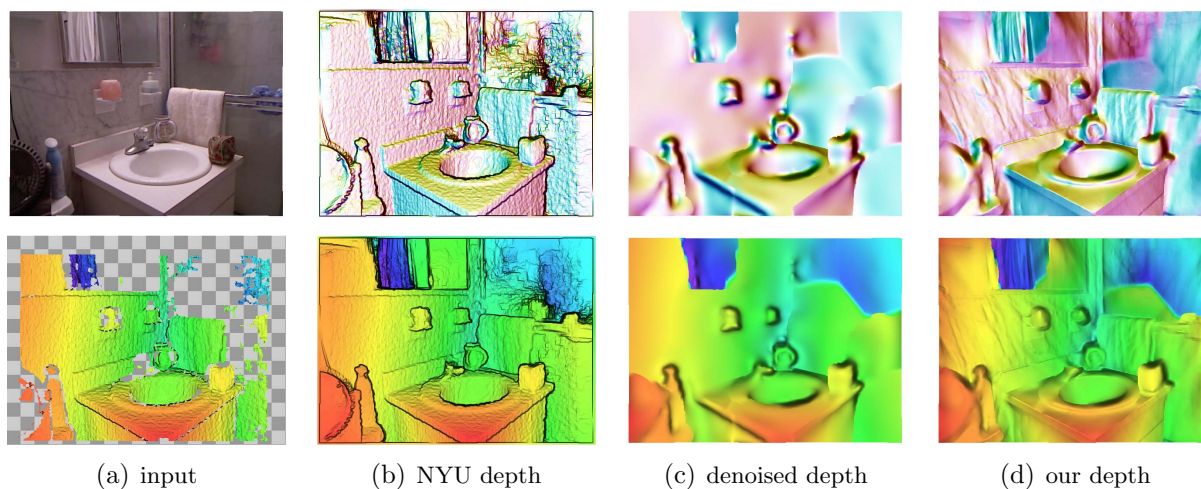 (a) input
(b) NYU depth
(c) denoised depth
(d) our depth